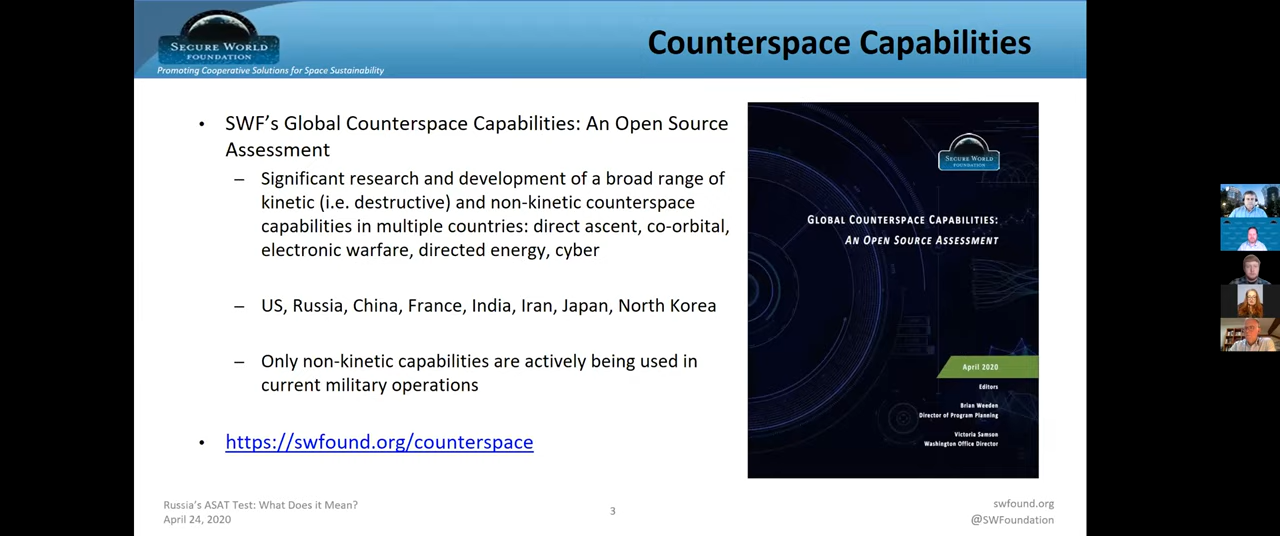 SECURE WORLD
FOUNDATION
Promoting Cooperative Solutions for Space Sustainability
Counterspace Capabilities
• SWF's Global Counterspace Capabilities: An Open Source
Assessment
– Significant research and development of a broad range of
kinetic (i.e. destructive) and non-kinetic counterspace
capabilities in multiple countries: direct ascent, co-orbital,
electronic warfare, directed energy, cyber
– US, Russia, China, France, India, Iran, Japan, North Korea
– Only non-kinetic capabilities are actively being used in
current military operations
• https://swfound.org/counterspace
SECURE WORLD
FOUNDATION
GLOBAL COUNTERSPACE CAPABILITIES:
AN OPEN SOURCE ASSESSMENT
April 2020
Editors
Brian Weeden
Director of Program Planning
Victoria Samson
Washington Office Director
Russia's ASAT Test: What Does it Mean?
April 24, 2020
3
swfound.org
@SWFoundation